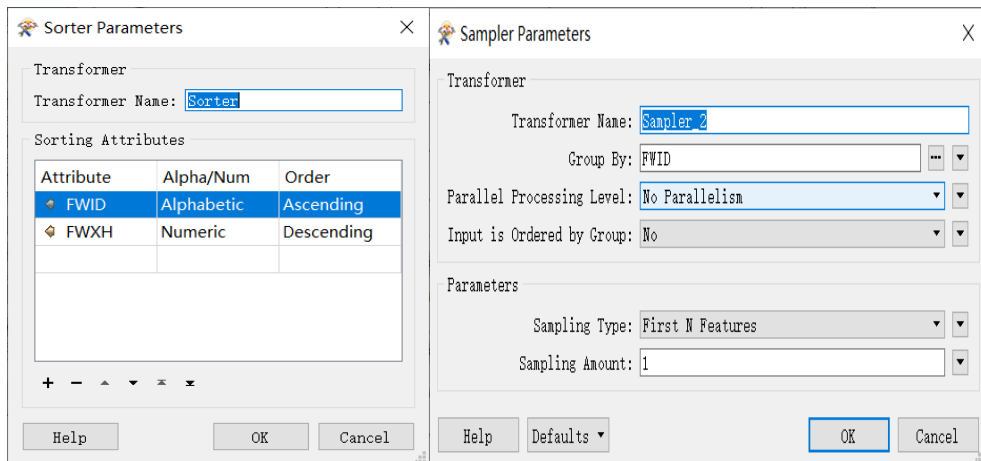 Sorter Parameters
Transformer
Transformer Name: Sorter
Sorting Attributes
Attribute Alpha/Num Order
FWID Alphabetic Ascending
FWXH Numeric Descending
Help OK Cancel
Sampler Parameters
Transformer
Transformer Name: Sampler_2
Group By: FWID
Parallel Processing Level: No Parallelism
Input is Ordered by Group: No
Parameters
Sampling Type: First N Features
Sampling Amount: 1
Help Defaults OK Cancel